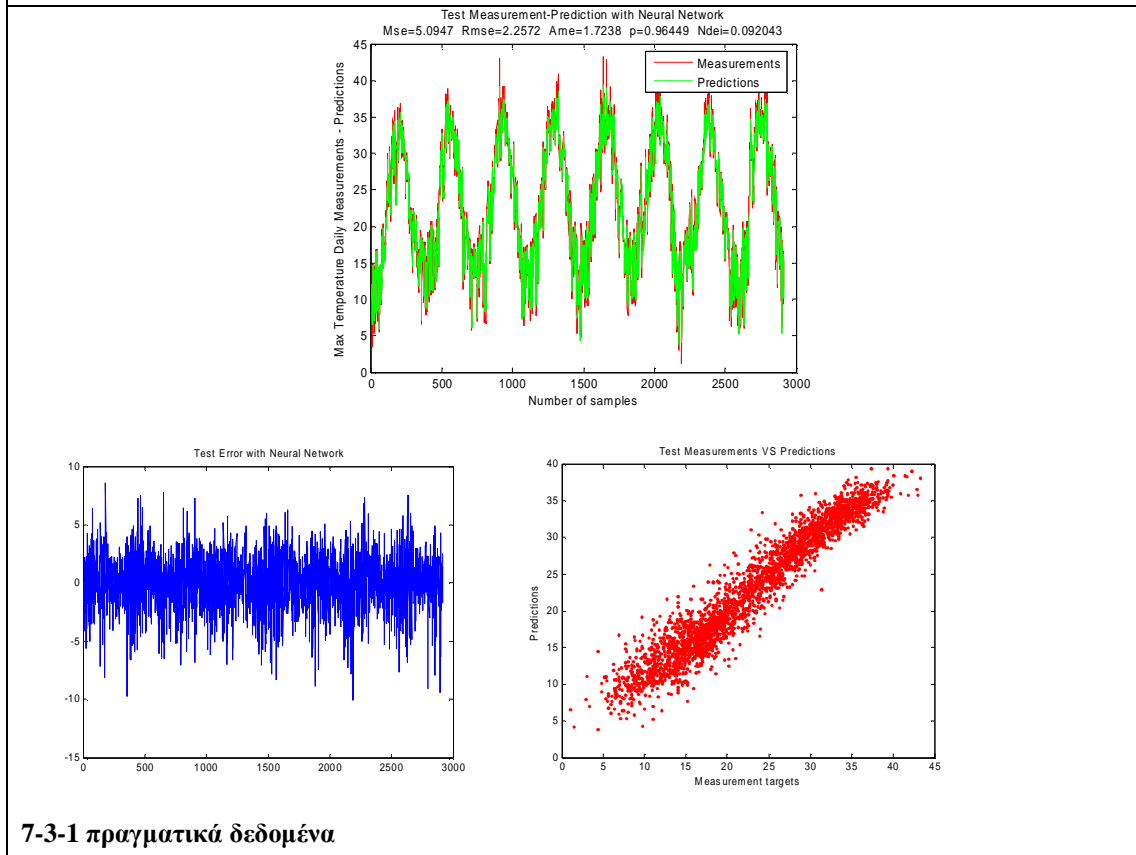 Test Measurement-Prediction with Neural Network
Mse=5.0947 Rmse=2.2572 Ame=1.7238 p=0.96449 Ndei=0.092043
Max Temperature Daily Measurements - Predictions
45
40
35
30
25
20
15
10
5
0
Measurements
Predictions
0 500 1000 1500 2000 2500 3000
Number of samples
Test Error with Neural Network
10
5
0
-5
-10
-15
0 500 1000 1500 2000 2500 3000
Test Measurements VS Predictions
Predictions
40
35
30
25
20
15
10
5
0
0 5 10 15 20 25 30 35 40 45
Measurement targets
7-3-1 πραγματικά δεδομένα